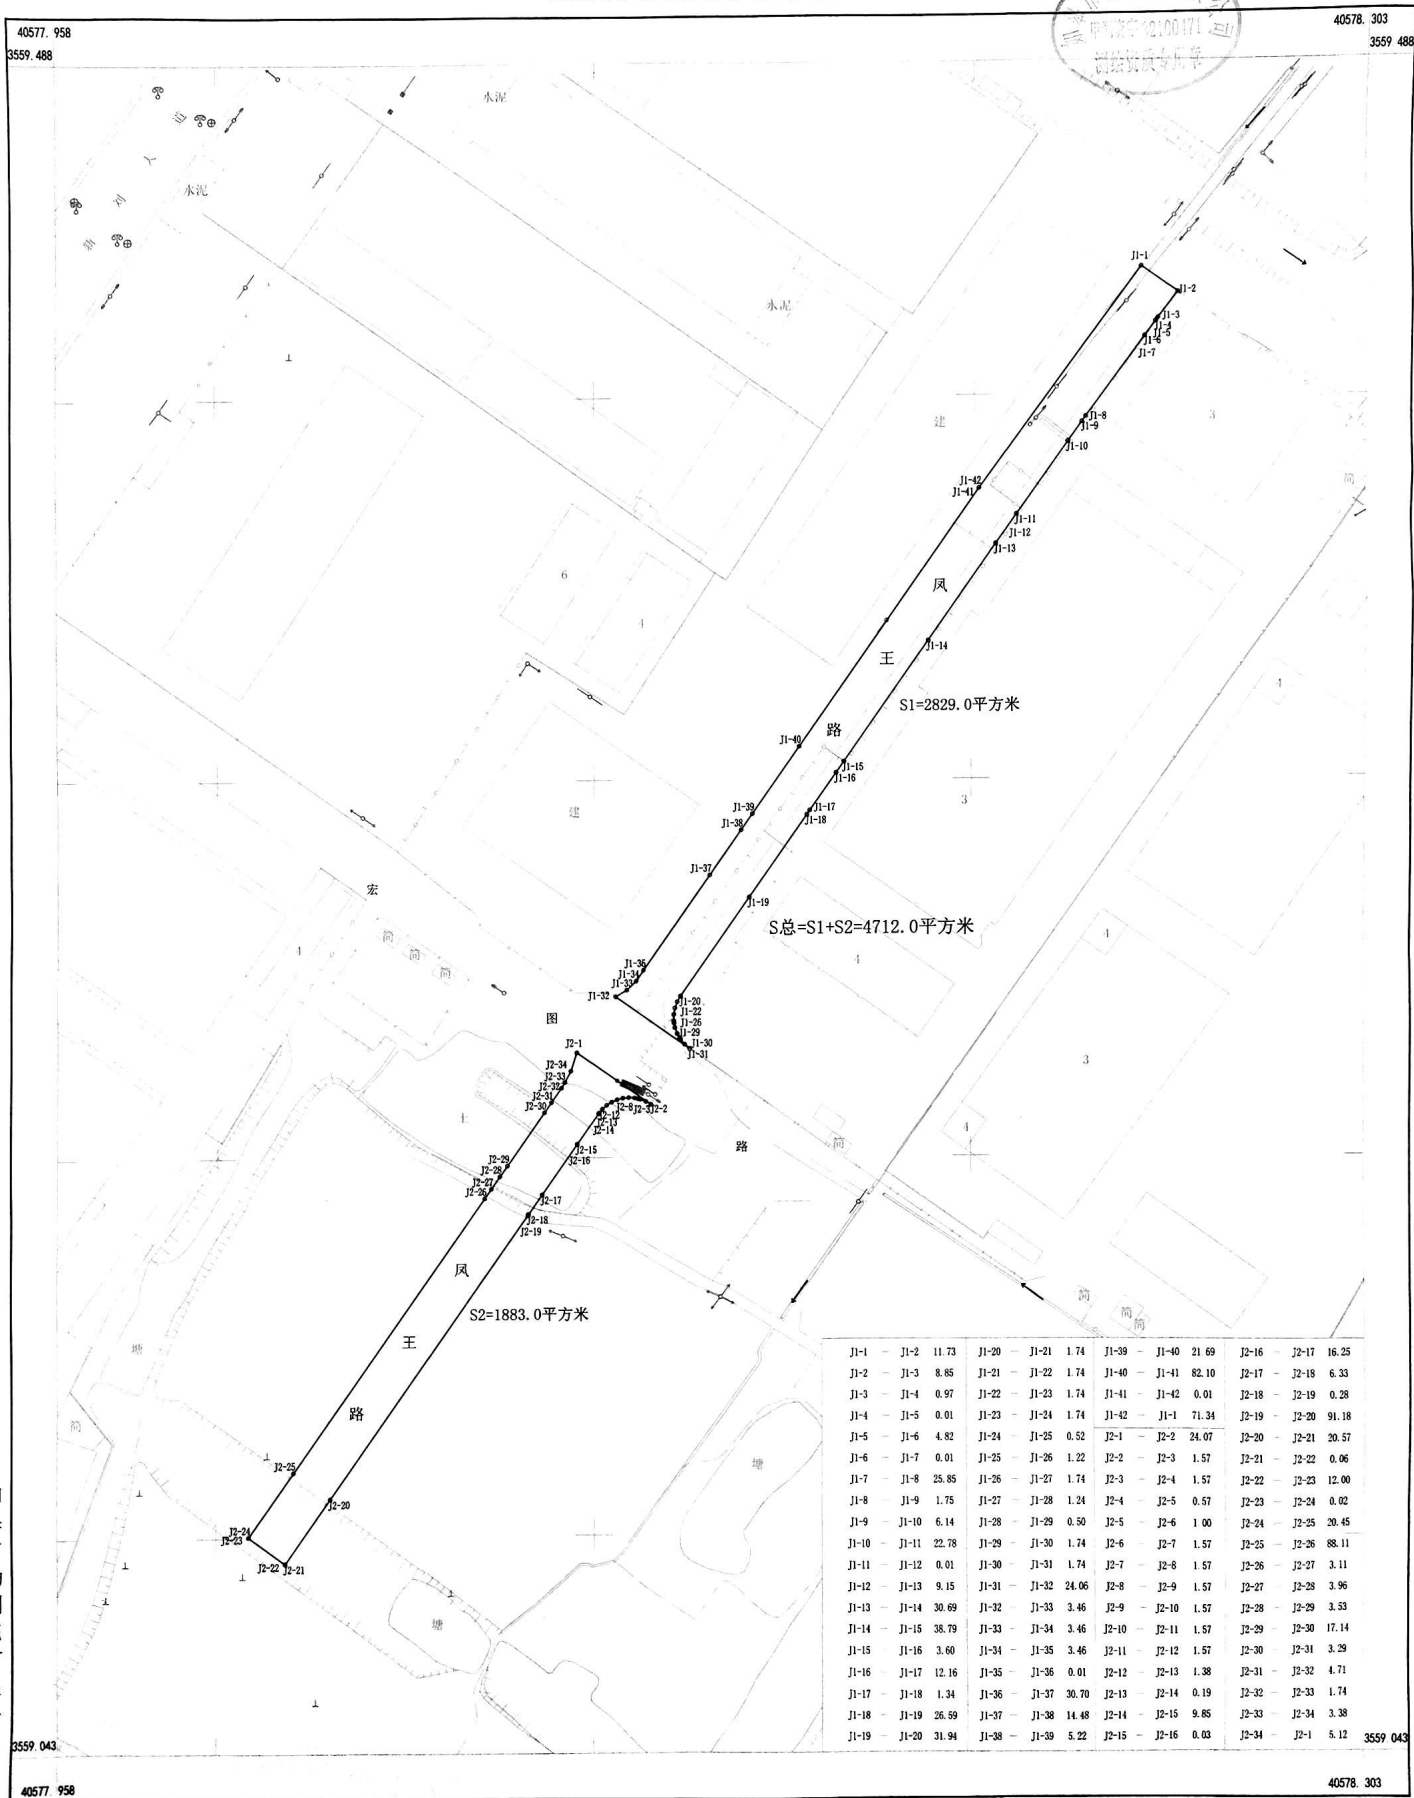 40577.958
3559.488
40578.303
3559 488
水泥
水泥
水泥
J1-1
J1-2
J1-3
J1-4
J1-5
J1-6
J1-7
建
3
J1-8
J1-9
J1-10
简
J1-42
J1-41
J1-11
J1-12
J1-13
6
凤
4
J1-14
王
4
S1=2829.0平方米
路
J1-40
J1-15
J1-16
3
J1-17
J1-18
建
J1-39
J1-38
J1-37
宏
J1-19
S总=S1+S2=4712.0平方米
4
4
简
简
简
4
J1-36
J1-34
J1-33
J1-32
J1-20
J1-22
J1-26
J1-29
J1-30
J1-31
图
J2-1
3
J2-34
J2-33
J2-32
J2-31
J2-30
J2-8
J2-3
J2-2
J2-12
J2-13
J2-14
4
土
简
路
J2-15
J2-16
J2-29
J2-28
J2-27
J2-26
J2-17
J2-18
J2-19
凤
简
简
简
S2=1883.0平方米
王
塘
路
简
塘
J2-25
J2-20
J2-24
J2-23
J2-22
J2-21
塘
J1-1 - J1-2 11.73 J1-20 - J1-21 1.74 J1-39 - J1-40 21 69 J2-16 - J2-17 16.25
J1-2 - J1-3 8.85 J1-21 - J1-22 1.74 J1-40 - J1-41 82.10 J2-17 - J2-18 6.33
J1-3 - J1-4 0.97 J1-22 - J1-23 1.74 J1-41 - J1-42 0.01 J2-18 - J2-19 0.28
J1-4 - J1-5 0.01 J1-23 - J1-24 1.74 J1-42 - J1-1 71.34 J2-19 - J2-20 91.18
J1-5 - J1-6 4.82 J1-24 - J1-25 0.52 J2-1 - J2-2 24.07 J2-20 - J2-21 20.57
J1-6 - J1-7 0.01 J1-25 - J1-26 1.22 J2-2 - J2-3 1.57 J2-21 - J2-22 0.06
J1-7 - J1-8 25.85 J1-26 - J1-27 1.74 J2-3 - J2-4 1.57 J2-22 - J2-23 12.00
J1-8 - J1-9 1.75 J1-27 - J1-28 1.24 J2-4 - J2-5 0.57 J2-23 - J2-24 0.02
J1-9 - J1-10 6.14 J1-28 - J1-29 0.50 J2-5 - J2-6 1 00 J2-24 - J2-25 20.45
J1-10 - J1-11 22.78 J1-29 - J1-30 1.74 J2-6 - J2-7 1.57 J2-25 - J2-26 88.11
J1-11 - J1-12 0.01 J1-30 - J1-31 1.74 J2-7 - J2-8 1.57 J2-26 - J2-27 3.11
J1-12 - J1-13 9.15 J1-31 - J1-32 24.06 J2-8 - J2-9 1.57 J2-27 - J2-28 3.96
J1-13 - J1-14 30.69 J1-32 - J1-33 3.46 J2-9 - J2-10 1.57 J2-28 - J2-29 3.53
J1-14 - J1-15 38.79 J1-33 - J1-34 3.46 J2-10 - J2-11 1.57 J2-29 - J2-30 17.14
J1-15 - J1-16 3.60 J1-34 - J1-35 3.46 J2-11 - J2-12 1.57 J2-30 - J2-31 3.29
J1-16 - J1-17 12.16 J1-35 - J1-36 0.01 J2-12 - J2-13 1.38 J2-31 - J2-32 4.71
J1-17 - J1-18 1.34 J1-36 - J1-37 30.70 J2-13 - J2-14 0.19 J2-32 - J2-33 1.74
J1-18 - J1-19 26.59 J1-37 - J1-38 14.48 J2-14 - J2-15 9.85 J2-33 - J2-34 3.38
J1-19 - J1-20 31.94 J1-38 - J1-39 5.22 J2-15 - J2-16 0.03 J2-34 - J2-1 5.12
3559.043
3559 043
40577 958
40578.303